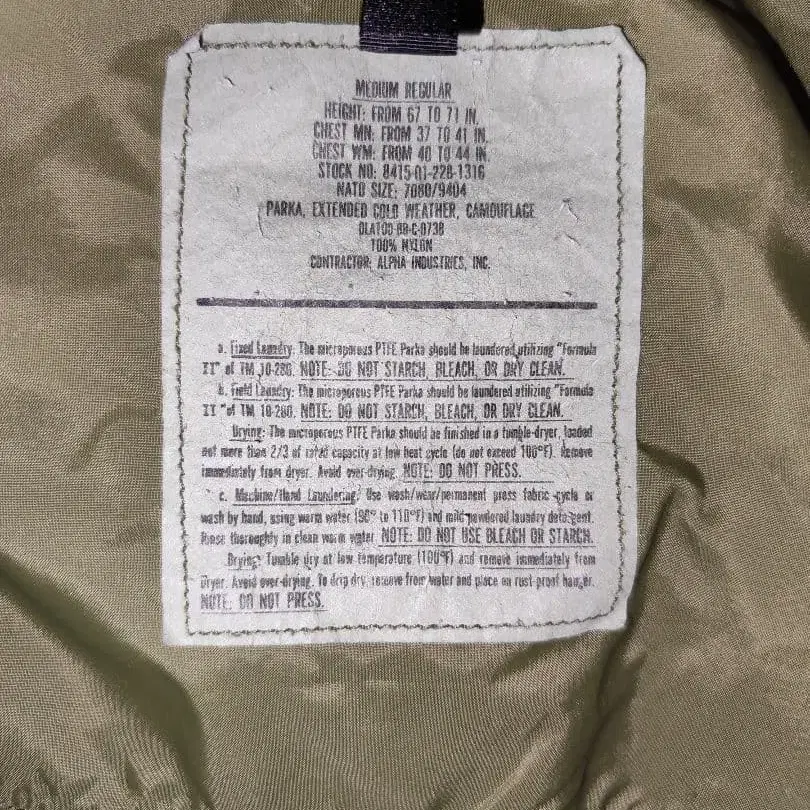 MEDIUM REGULAR
HEIGHT: FROM 67 TO 71 IN.
CHEST MN: FROM 37 TO 41 IN.
CHEST WM: FROM 40 TO 44 IN.
STOCK NO: 8415-01-228-1316
NATO SIZE: 7080/9404
PARKA, EXTENDED COLD WEATHER, CAMOUFLAGE
100% NYLON
CONTRACTOR: ALPHA INDUSTRIES, INC.
a. Fixed Laundry: The microporous PTFE Parka should be laundered utilizing "Formula
II" of TM 10-280. NOTE: DO NOT STARCH, BLEACH, OR DRY CLEAN.
b. Field Laundry: The microporous PTFE Parka should be laundered utilizing "Formula
II "of TM 10-280. NOTE: DO NOT STARCH, BLEACH, OR DRY CLEAN.
Drying: The microporous PTFE Parka should be finished in a tumble-dryer, loaded
not more than 2/3 of rated capacity at low heat cycle (do not exceed 100°F). Remove
immediately from dryer. Avoid over-drying. NOTE: DO NOT PRESS.
c. Machine/Hand Laundering: Use wash/wear/permanent press fabric cycle or
wash by hand, using warm water (90° to 110°F) and mild powdered laundry detergent.
Rinse thoroughly in clean warm water. NOTE: DO NOT USE BLEACH OR STARCH.
Drying: Tumble dry at low temperature (100°F) and remove immediately from
Dryer. Avoid over-drying. To drip dry, remove from water and place on rust-proof hanger.
NOTE: DO NOT PRESS.